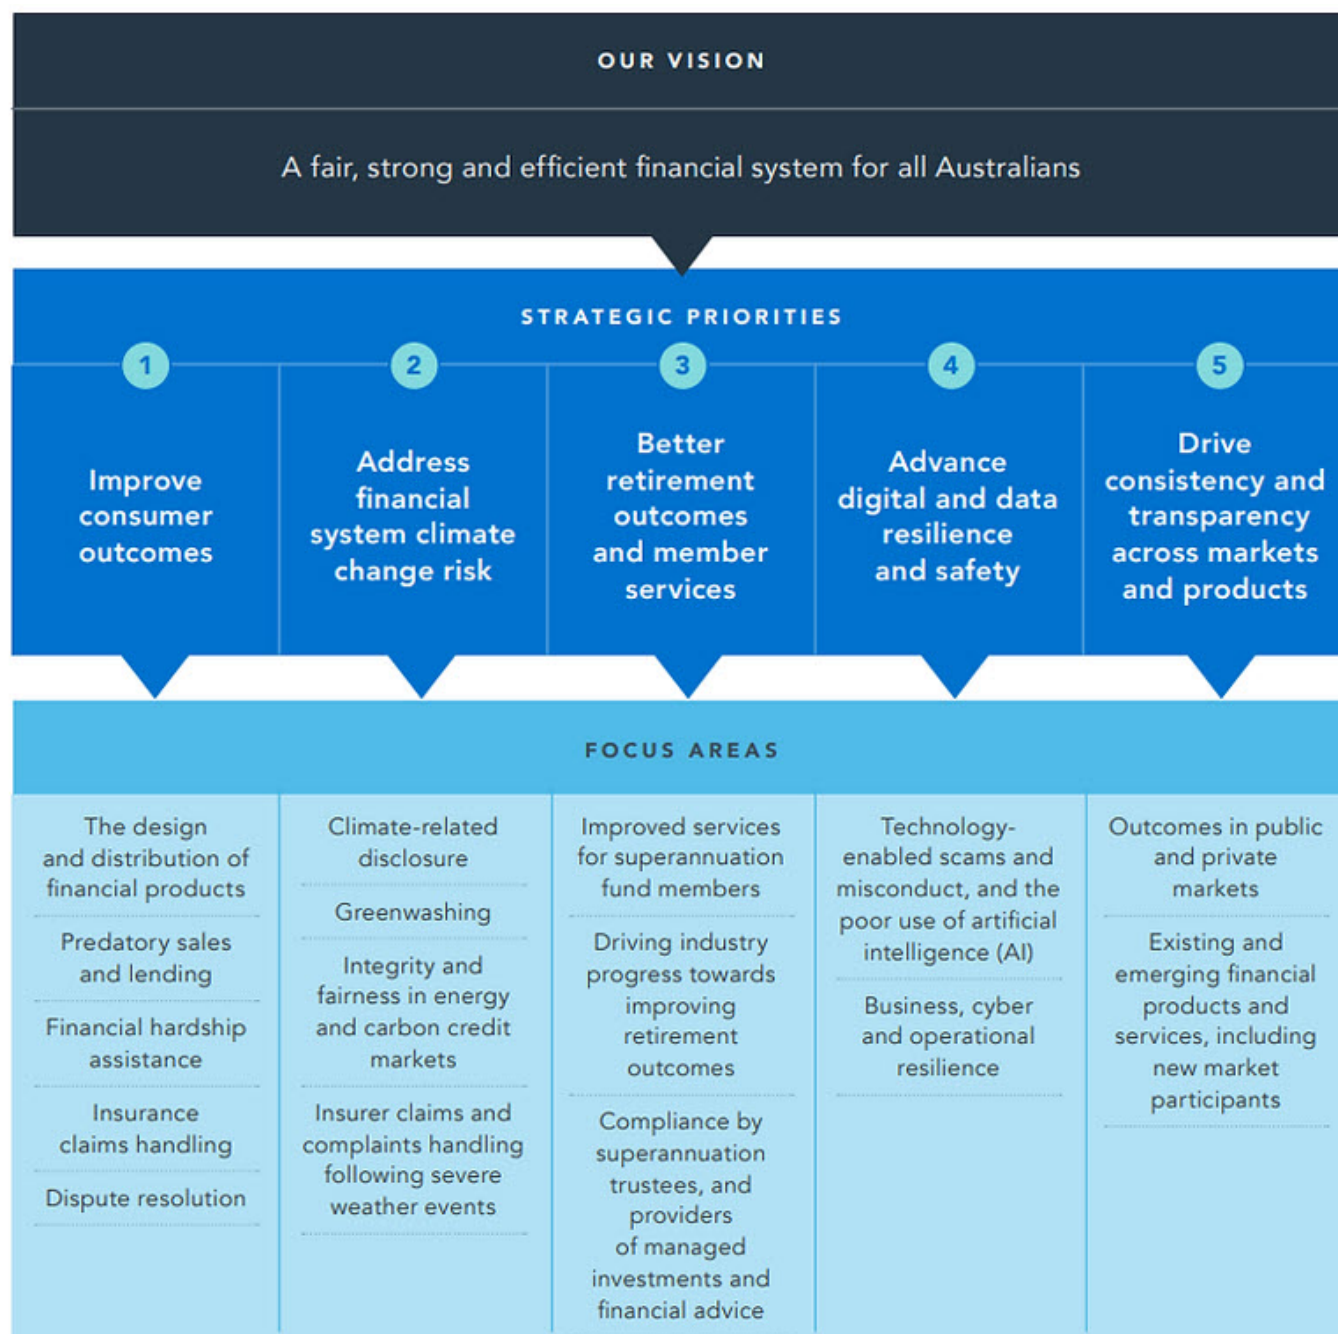 OUR VISION
A fair, strong and efficient financial system for all Australians
STRATEGIC PRIORITIES
1
Improve
consumer
outcomes
2
Address
financial
system climate
change risk
3
Better
retirement
outcomes
and member
services
4
Advance
digital and data
resilience
and safety
5
Drive
consistency and
transparency
across markets
and products
FOCUS AREAS
The design
and distribution of
financial products
Predatory sales
and lending
Financial hardship
assistance
Insurance
claims handling
Dispute resolution
Climate-related
disclosure
Greenwashing
Integrity and
fairness in energy
and carbon credit
markets
Insurer claims and
complaints handling
following severe
weather events
Improved services
for superannuation
fund members
Driving industry
progress towards
improving
retirement
outcomes
Compliance by
superannuation
trustees, and
providers
of managed
investments and
financial advice
Technology-
enabled scams and
misconduct, and the
poor use of artificial
intelligence (AI)
Business, cyber
and operational
resilience
Outcomes in public
and private
markets
Existing and
emerging financial
products and
services, including
new market
participants